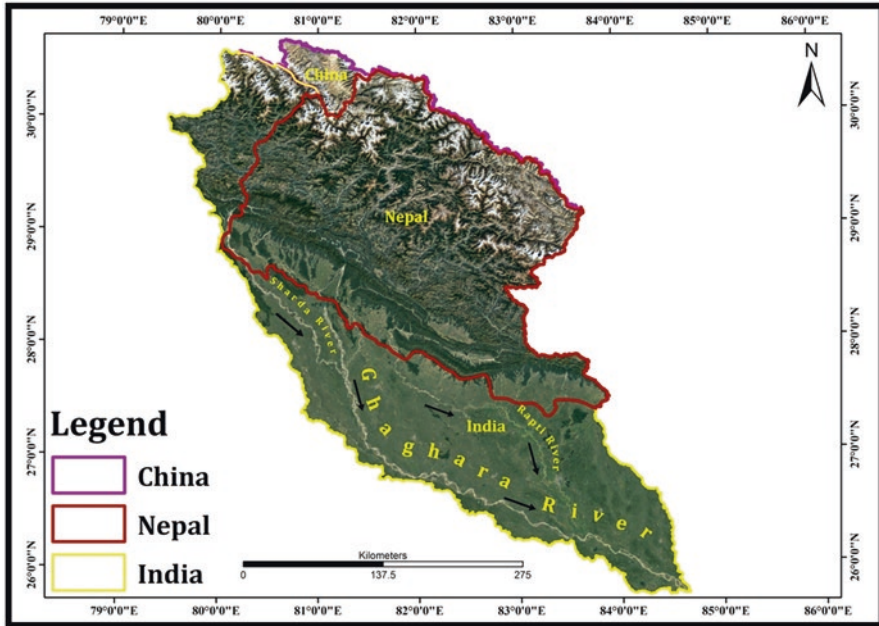 79°0'0"E 80°0'0"E 81°0'0"E 82°0'0"E 83°0'0"E 84°0'0"E 85°0'0"E 86°0'0"E
N
China
30°0'0"N
30°0'0"N
Nepal
29°0'0"N
29°0'0"N
Sharda River
28°0'0"N
28°0'0"N
Ghaghara River
India
Rapti River
27°0'0"N
27°0'0"N
Legend
China
Nepal
India
Kilometers
0 137.5 275
26°0'0"N
26°0'0"N
79°0'0"E 80°0'0"E 81°0'0"E 82°0'0"E 83°0'0"E 84°0'0"E 85°0'0"E 86°0'0"E